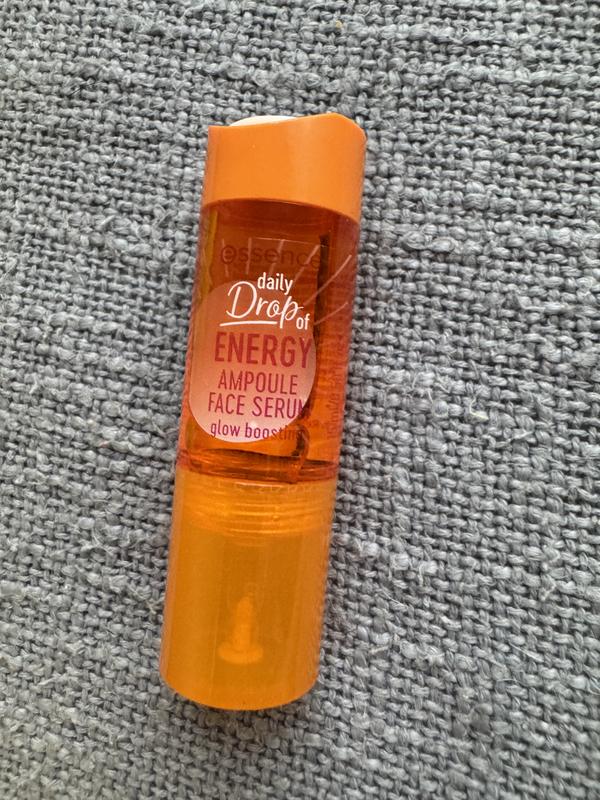 essence
daily
Drop of
ENERGY
AMPOULE
FACE SERUM
glow boosting